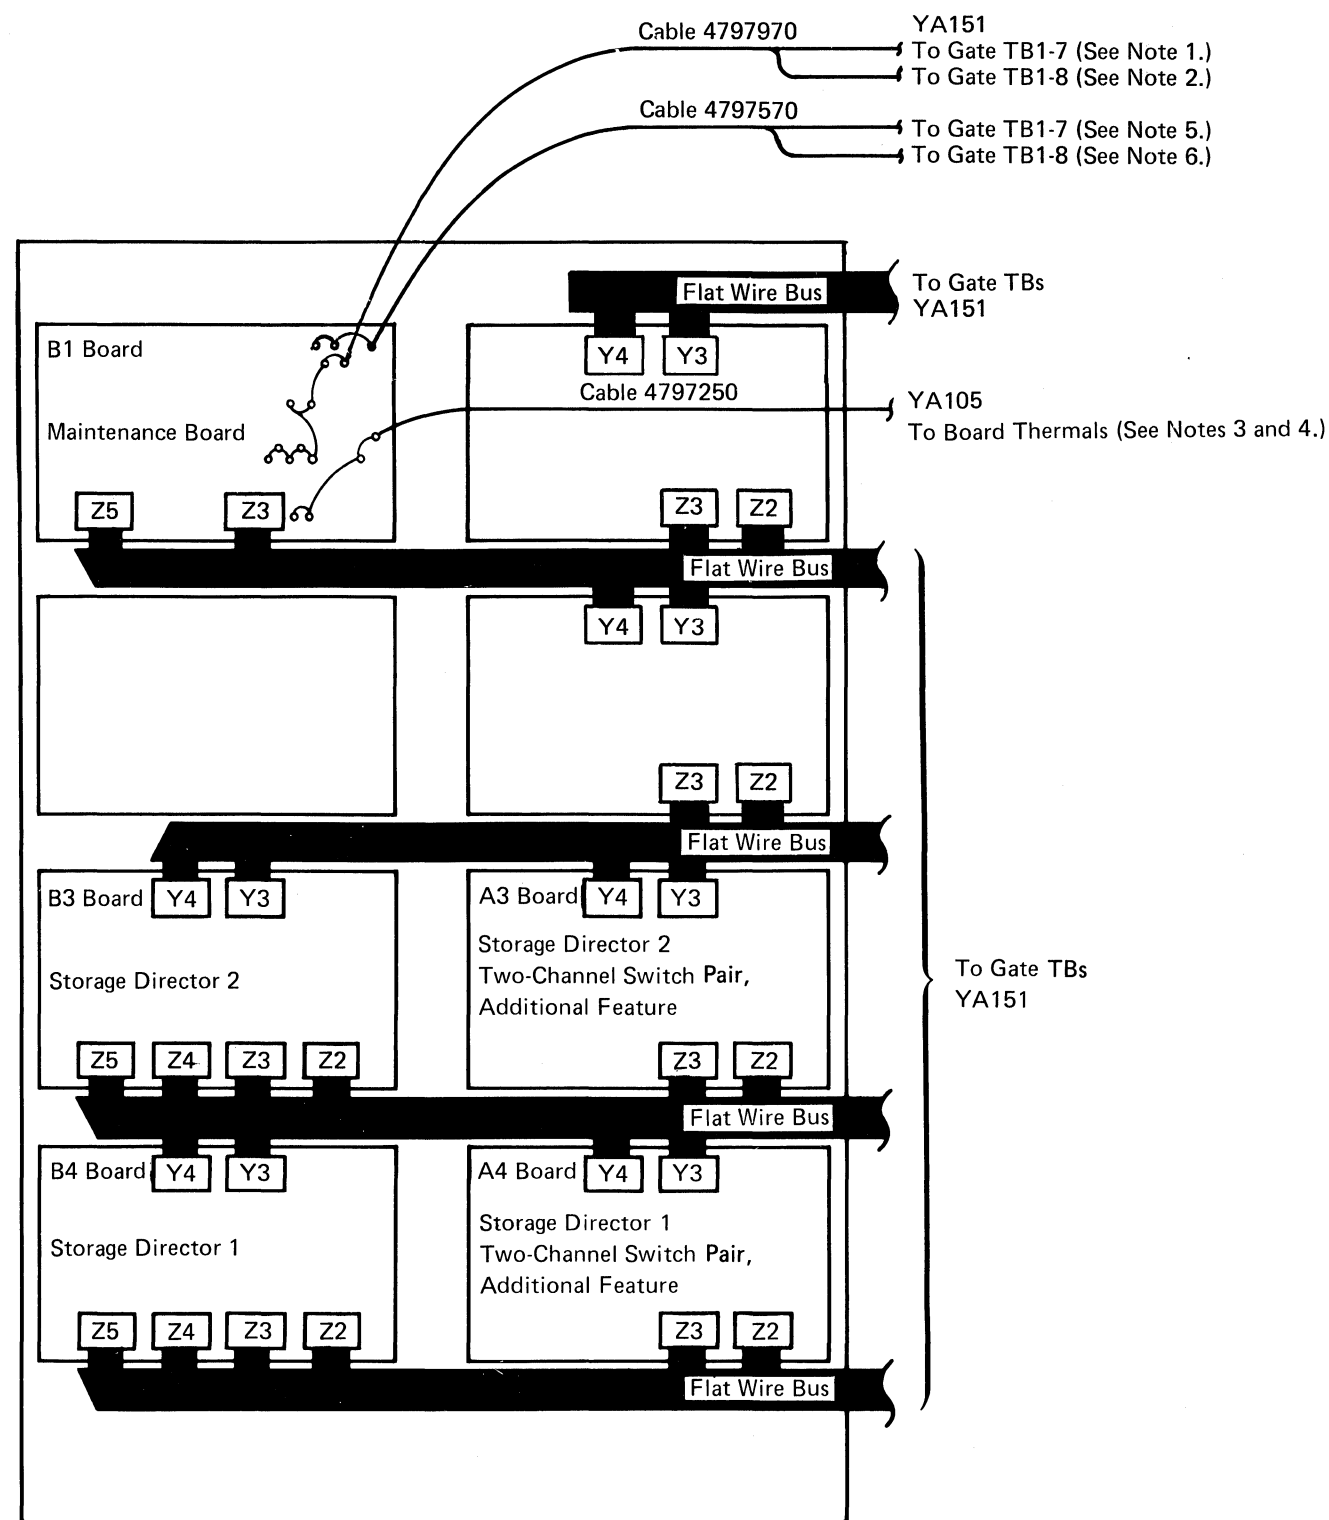 Cable 4797970
YA151
To Gate TB1-7 (See Note 1.)
To Gate TB1-8 (See Note 2.)
Cable 4797570
To Gate TB1-7 (See Note 5.)
To Gate TB1-8 (See Note 6.)
Flat Wire Bus
To Gate TBs
YA151
B1 Board
Y4 Y3
Cable 4797250
YA105
Maintenance Board
To Board Thermals (See Notes 3 and 4.)
Z5 Z3
Z3 Z2
Flat Wire Bus
Y4 Y3
Z3 Z2
Flat Wire Bus
B3 Board Y4 Y3
A3 Board Y4 Y3
Storage Director 2
Two-Channel Switch Pair,
Additional Feature
Storage Director 2
To Gate TBs
YA151
Z5 Z4 Z3 Z2
Z3 Z2
Flat Wire Bus
B4 Board Y4 Y3
A4 Board Y4 Y3
Storage Director 1
Two-Channel Switch Pair,
Additional Feature
Storage Director 1
Z5 Z4 Z3 Z2
Z3 Z2
Flat Wire Bus